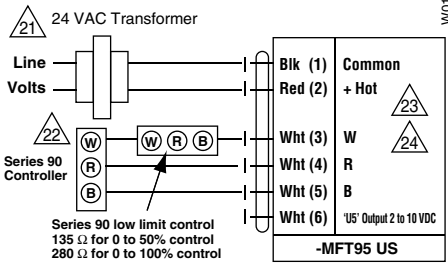 21 24 VAC Transformer
Line
Volts
Blk (1) Common
Red (2) + Hot
23
22
W R B
Wht (3) W
24
W
Series 90
Controller
R
Wht (4) R
B
Wht (5) B
Wht (6) 'U5' Output 2 to 10 VDC
Series 90 low limit control
135 Ω for 0 to 50% control
280 Ω for 0 to 100% control
-MFT95 US